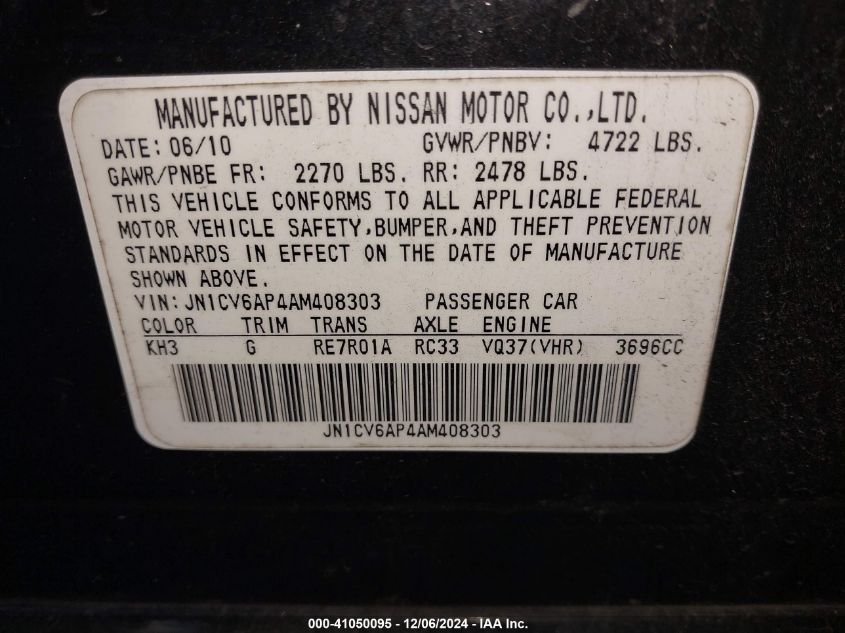 MANUFACTURED BY NISSAN MOTOR CO.,LTD.
DATE: 06/10 GVWR/PNBV: 4722 LBS.
GAWR/PNBE FR: 2270 LBS. RR: 2478 LBS.
THIS VEHICLE CONFORMS TO ALL APPLICABLE FEDERAL
MOTOR VEHICLE SAFETY,BUMPER,AND THEFT PREVENTION
STANDARDS IN EFFECT ON THE DATE OF MANUFACTURE
SHOWN ABOVE.
VIN:JN1CV6AP4AM408303 PASSENGER CAR
COLOR TRIM TRANS AXLE ENGINE
KH3 G RE7R01A RC33 VQ37(VHR) 3696CC
JN1CV6AP4AM408303
000-41050095 - 12/06/2024 - IAA Inc.